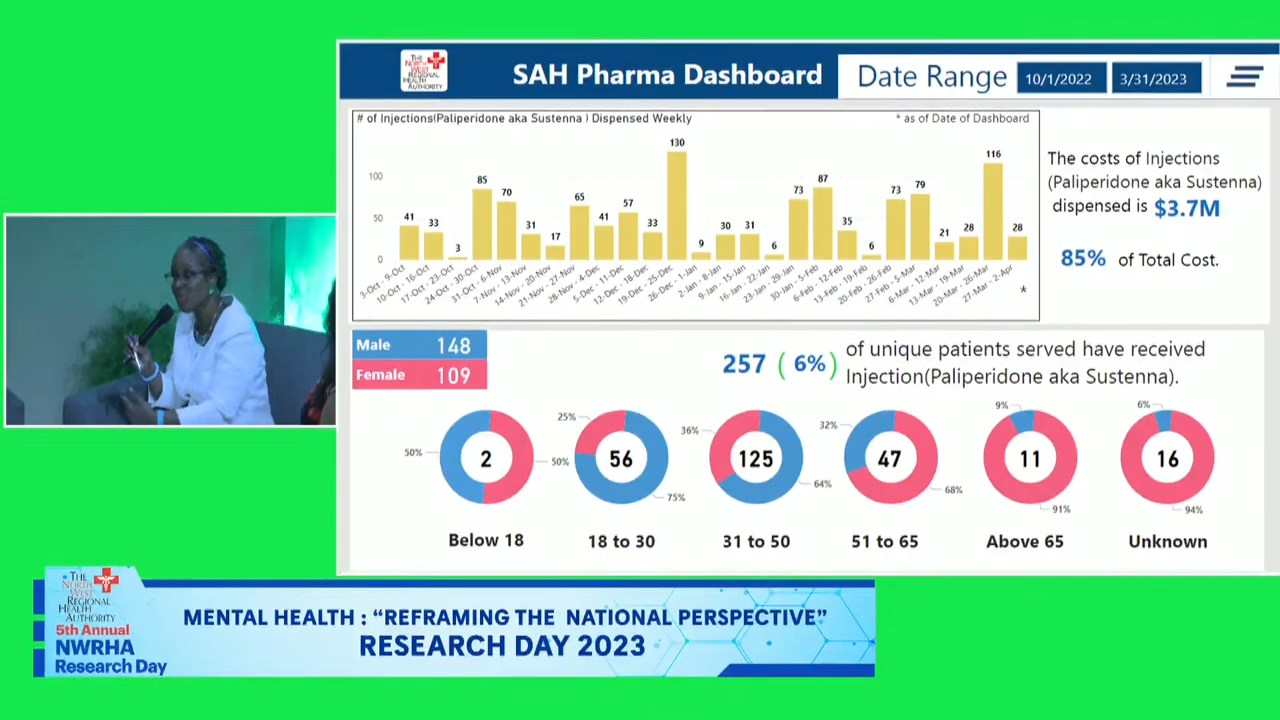 THE
NORTH
WEST
REGIONAL
HEALTH
AUTHORITY
SAH Pharma Dashboard
Date Range
10/1/2022
3/31/2023
# of Injections(Paliperidone aka Sustenna ) Dispensed Weekly
* as of Date of Dashboard
100
50
0
41
33
3
85
70
31
17
65
41
57
33
130
9
30
31
6
73
87
35
6
73
79
21
28
116
28
3-Oct - 9-Oct
10-Oct - 16-Oct
17-Oct - 23-Oct
24-Oct - 30-Oct
31-Oct - 6-Nov
7-Nov - 13-Nov
14-Nov - 20-Nov
21-Nov - 27-Nov
28-Nov - 4-Dec
5-Dec - 11-Dec
12-Dec - 18-Dec
19-Dec - 25-Dec
26-Dec - 1-Jan
2-Jan - 8-Jan
9-Jan - 15-Jan
16-Jan - 22-Jan
23-Jan - 29-Jan
30-Jan - 5-Feb
6-Feb - 12-Feb
13-Feb - 19-Feb
20-Feb - 26-Feb
27-Feb - 5-Mar
6-Mar - 12-Mar
13-Mar - 19-Mar
20-Mar - 26-Mar
27-Mar - 2-Apr
*
The costs of Injections
(Paliperidone aka Sustenna)
dispensed is $3.7M
85% of Total Cost.
Male 148
Female 109
257 ( 6%) of unique patients served have received
Injection(Paliperidone aka Sustenna).
50%
2
50%
25%
56
75%
36%
125
64%
32%
47
68%
9%
11
91%
6%
16
94%
Below 18
18 to 30
31 to 50
51 to 65
Above 65
Unknown
THE
NORTH
WEST
REGIONAL
HEALTH
AUTHORITY
5th Annual
NWRHA
Research Day
MENTAL HEALTH : “REFRAMING THE NATIONAL PERSPECTIVE”
RESEARCH DAY 2023